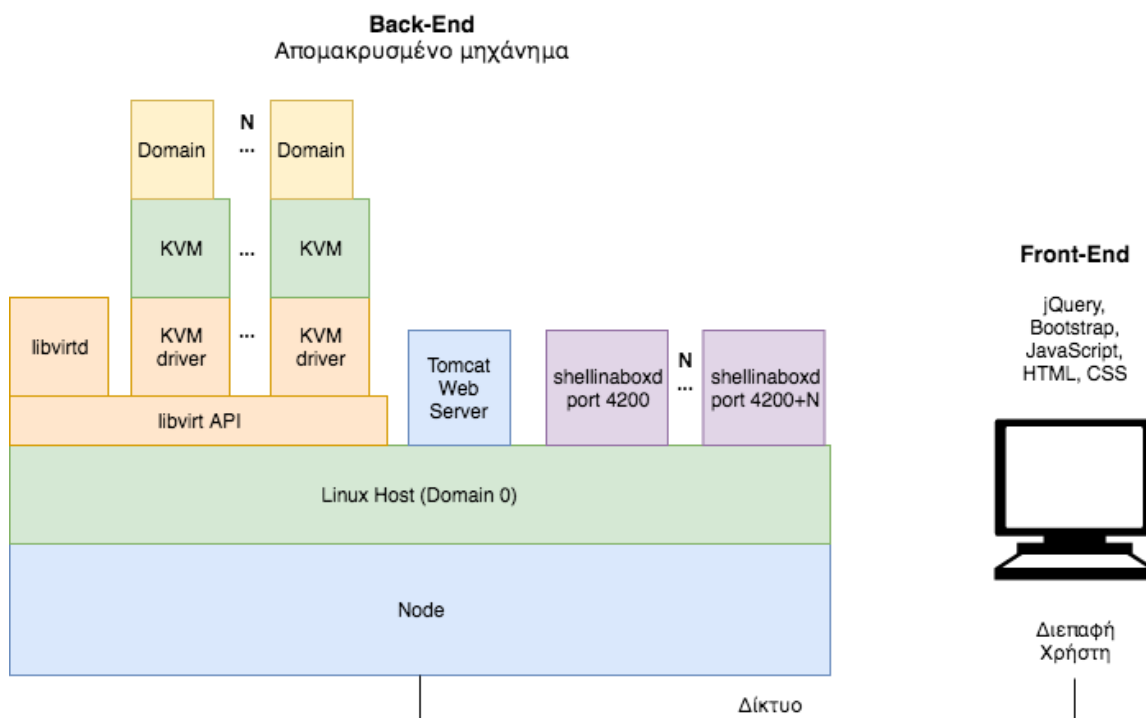 Back-End
Απομακρυσμένο μηχάνημα
N
Domain
...
Domain
KVM
...
KVM
libvirtd
KVM
driver
...
KVM
driver
libvirt API
Tomcat
Web
Server
shellinaboxd
port 4200
N
...
shellinaboxd
port 4200+N
Linux Host (Domain 0)
Node
Front-End
jQuery,
Bootstrap,
JavaScript,
HTML, CSS
Διεπαφή
Χρήστη
Δίκτυο